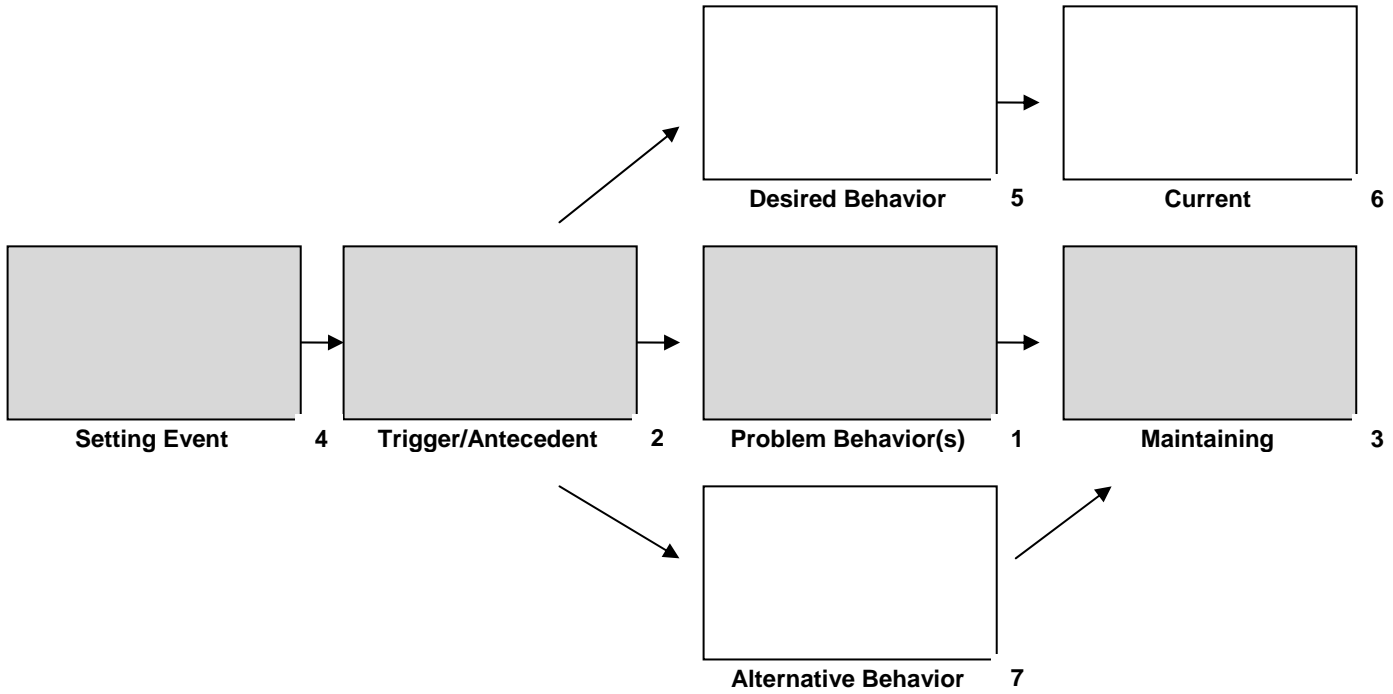 Desired Behavior 5 Current 6
Setting Event 4 Trigger/Antecedent 2 Problem Behavior(s) 1 Maintaining 3
Alternative Behavior 7